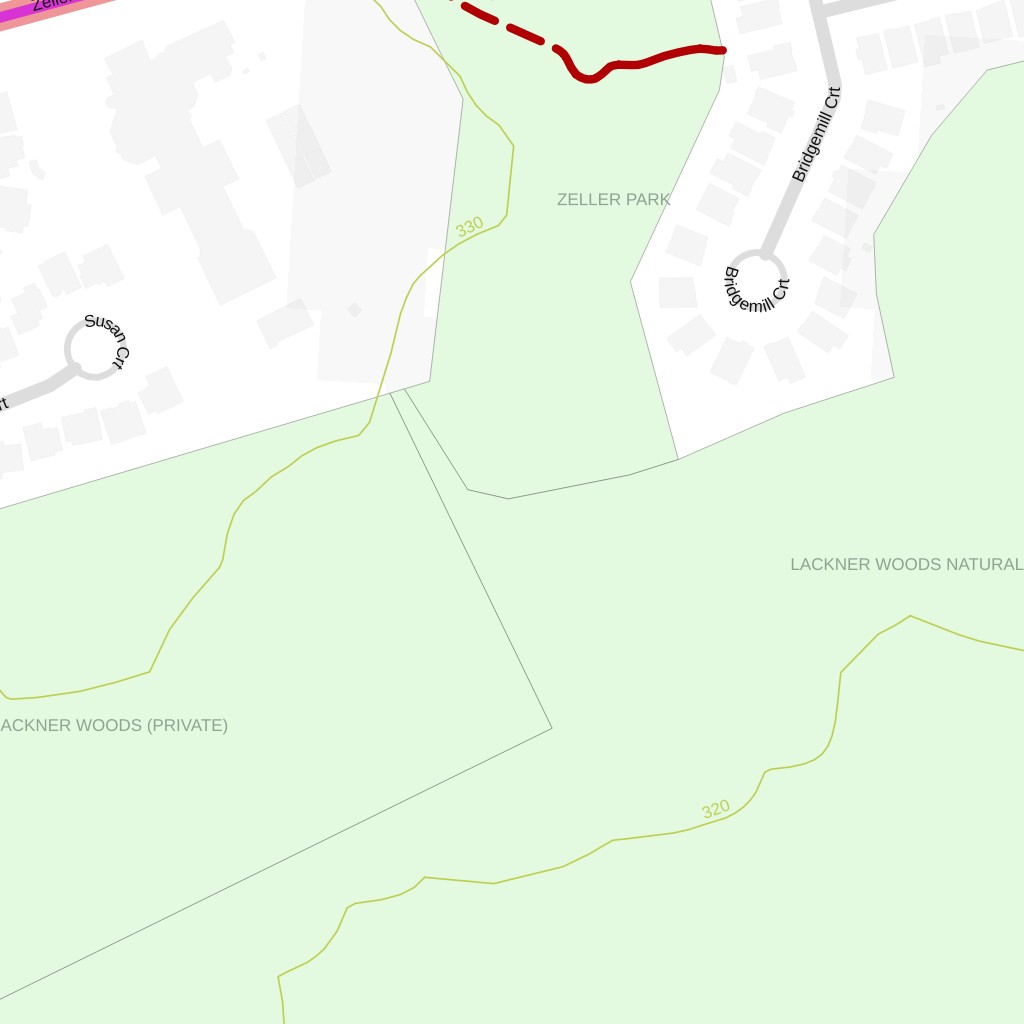 Bridgemill Crt
ZELLER PARK
330
Bridgemill Crt
Susan Crt
LACKNER WOODS NATURAL
ACKNER WOODS (PRIVATE)
320